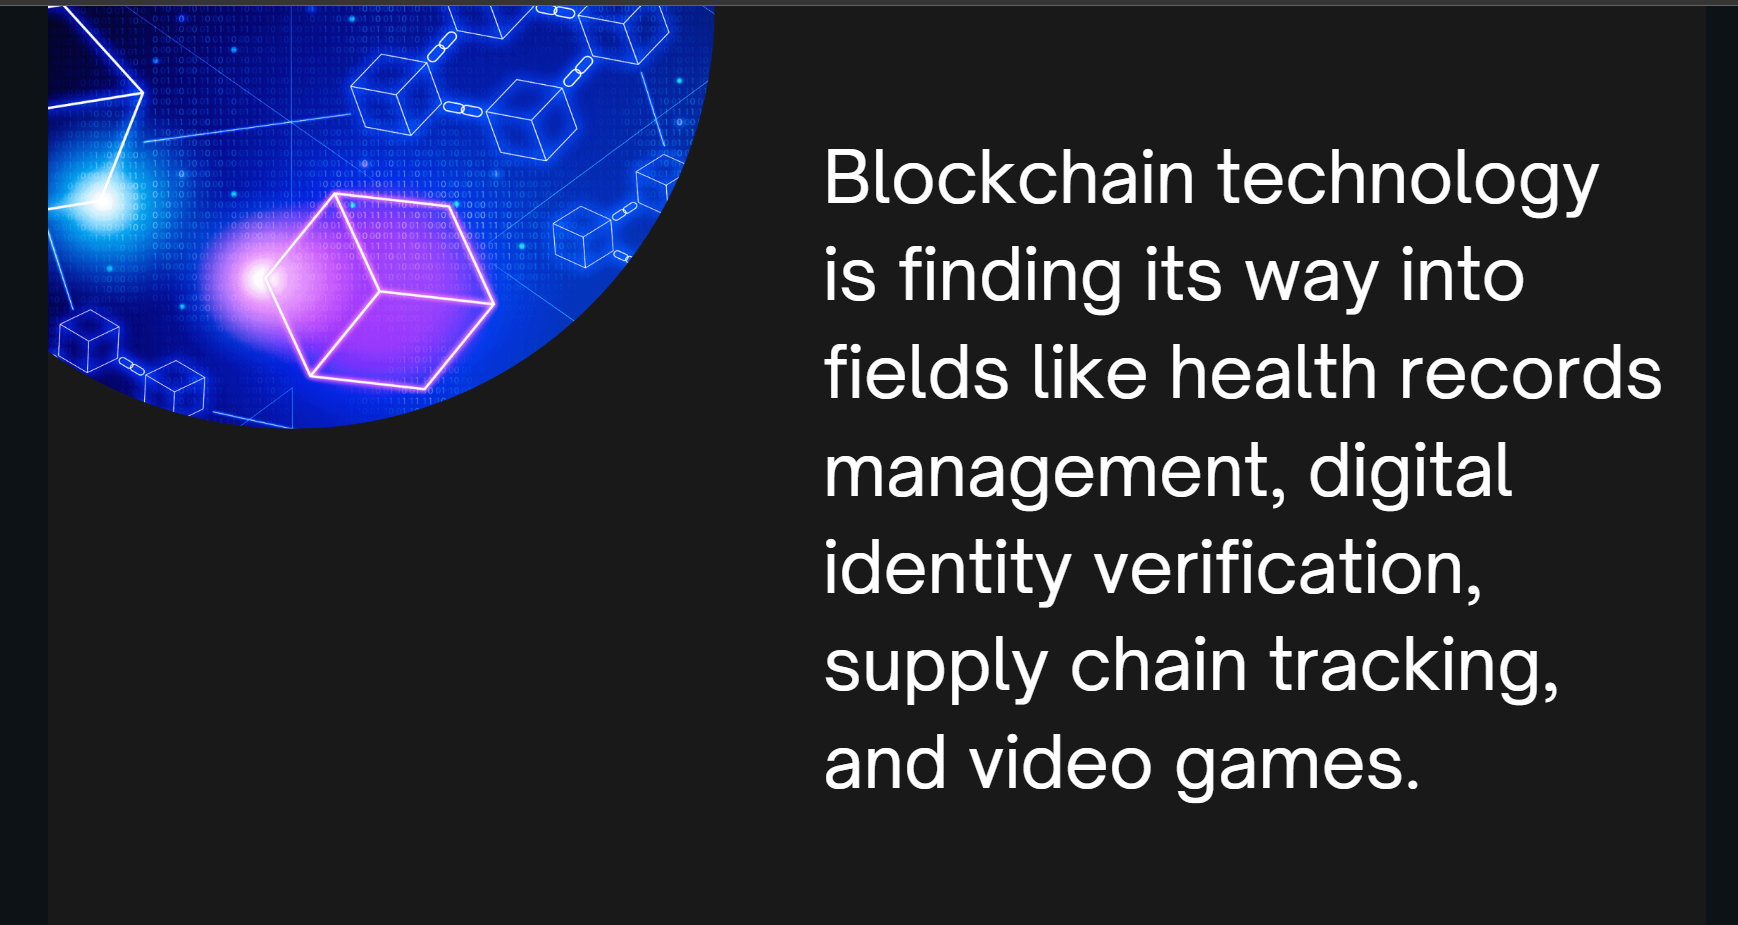 Blockchain technology
is finding its way into
fields like health records
management, digital
identity verification,
supply chain tracking,
and video games.